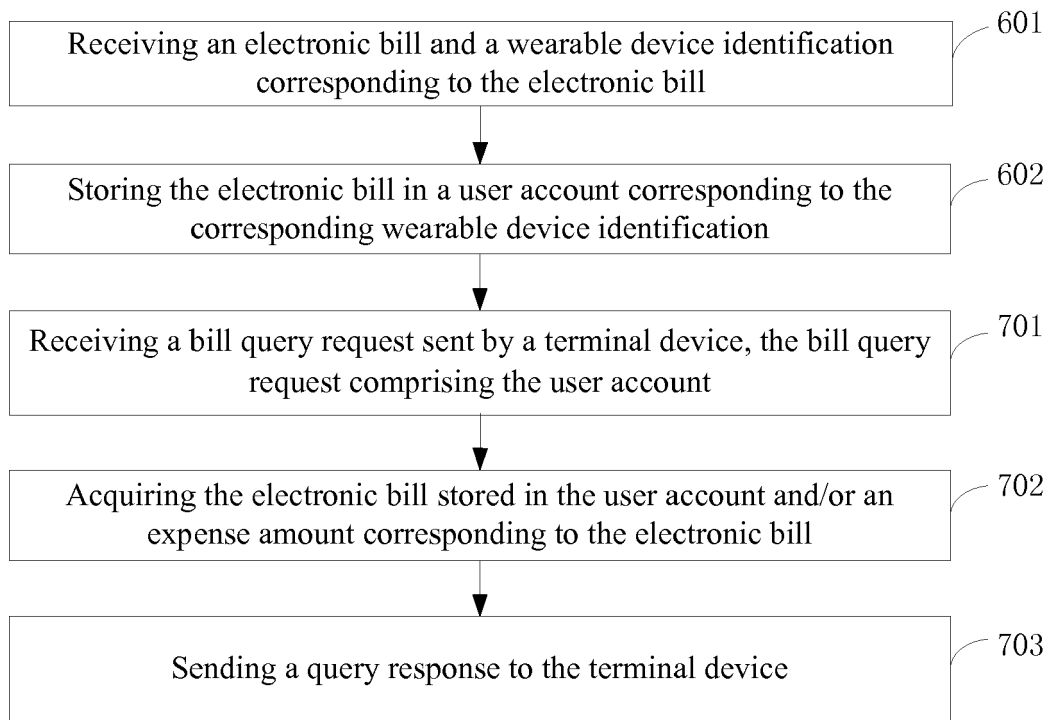 601
Receiving an electronic bill and a wearable device identification
corresponding to the electronic bill
602
Storing the electronic bill in a user account corresponding to the
corresponding wearable device identification
701
Receiving a bill query request sent by a terminal device, the bill query
request comprising the user account
702
Acquiring the electronic bill stored in the user account and/or an
expense amount corresponding to the electronic bill
703
Sending a query response to the terminal device